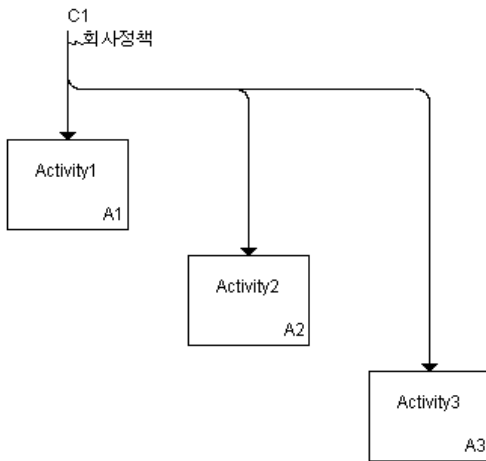 C1
회사정책
Activity1
A1
Activity2
A2
Activity3
A3